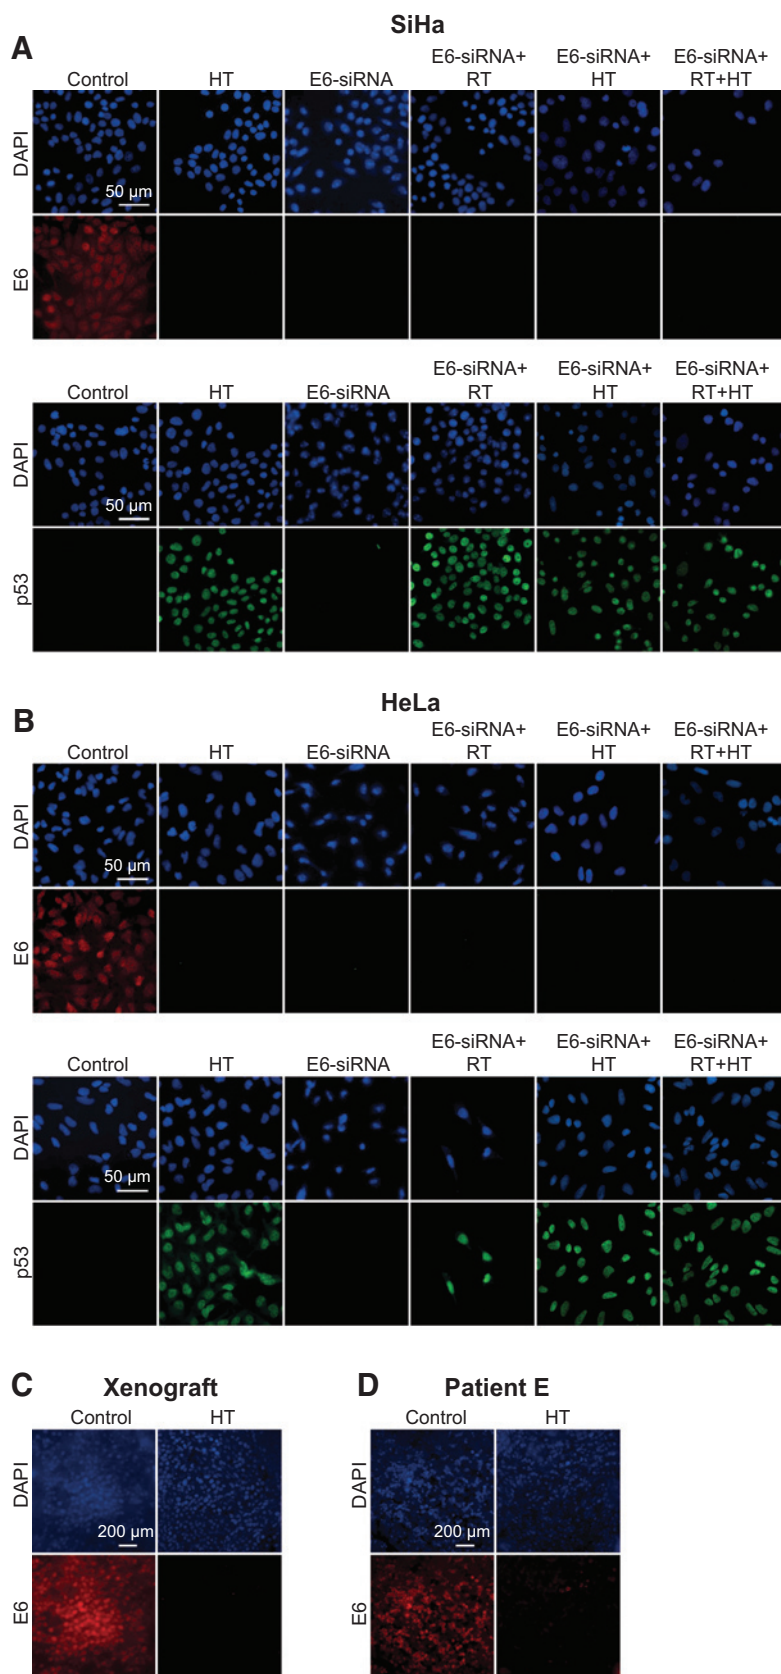 SiHa
A
Control HT E6-siRNA E6-siRNA+ RT E6-siRNA+ HT E6-siRNA+ RT+HT
DAPI
50 μm
E6
Control HT E6-siRNA E6-siRNA+ RT E6-siRNA+ HT E6-siRNA+ RT+HT
DAPI
50 μm
p53
HeLa
B
Control HT E6-siRNA E6-siRNA+ RT E6-siRNA+ HT E6-siRNA+ RT+HT
DAPI
50 μm
E6
Control HT E6-siRNA E6-siRNA+ RT E6-siRNA+ HT E6-siRNA+ RT+HT
DAPI
50 μm
p53
C Xenograft
Control HT
DAPI
200 μm
E6
D Patient E
Control HT
DAPI
200 μm
E6